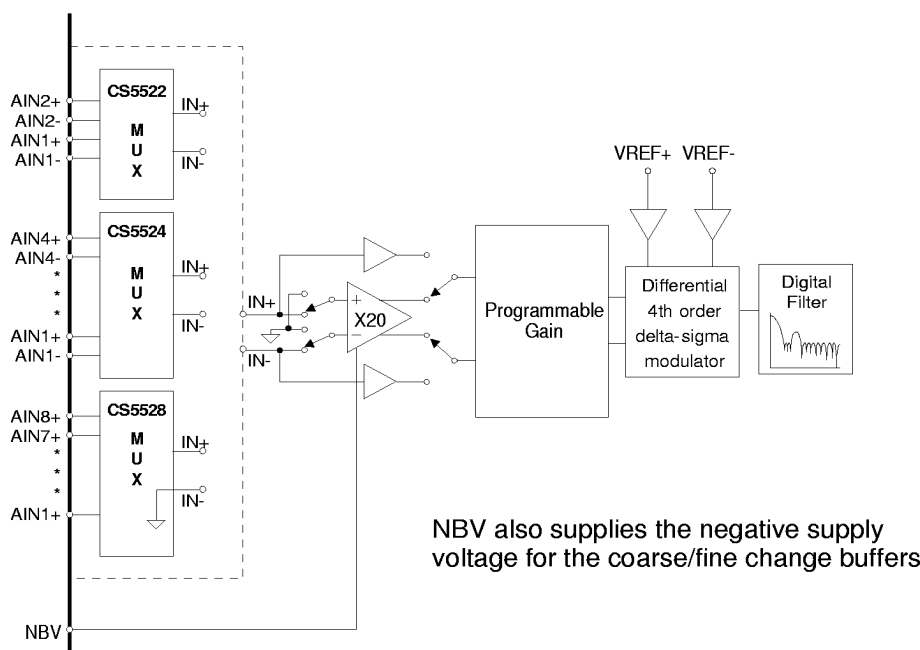 CS5522
AIN2+
AIN2-
AIN1+
AIN1-
M
U
X
IN+
IN-
CS5524
AIN4+
AIN4-
*
*
*
AIN1+
AIN1-
M
U
X
IN+
IN-
CS5528
AIN8+
AIN7+
*
*
*
AIN1+
M
U
X
IN+
IN-
NBV
IN+
IN-
+
X20
−
Programmable
Gain
VREF+ VREF-
Differential
4th order
delta-sigma
modulator
Digital
Filter
NBV also supplies the negative supply
voltage for the coarse/fine change buffers